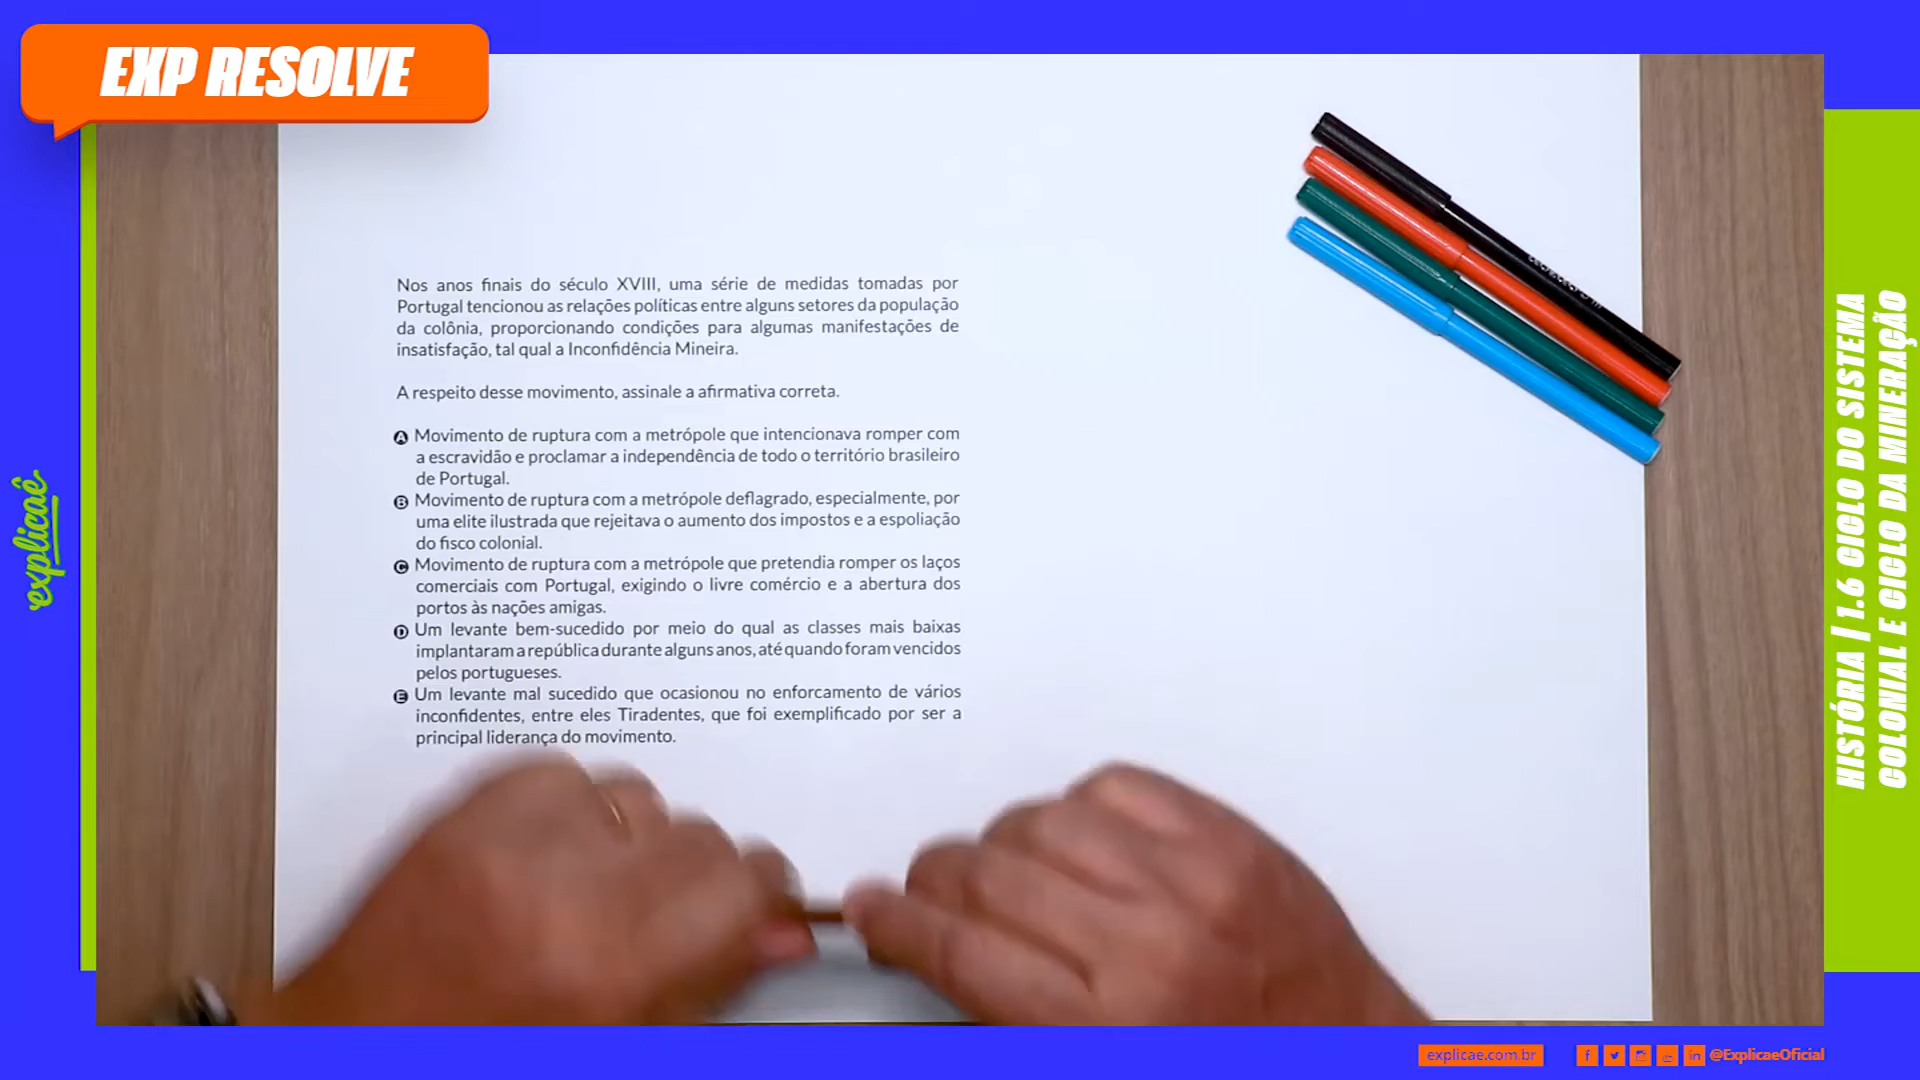 EXP RESOLVE
Nos anos finais do século XVIII, uma série de medidas tomadas por
Portugal tencionou as relações políticas entre alguns setores da população
da colônia, proporcionando condições para algumas manifestações de
insatisfação, tal qual a Inconfidência Mineira.
A respeito desse movimento, assinale a afirmativa correta.
A Movimento de ruptura com a metrópole que intencionava romper com
a escravidão e proclamar a independência de todo o território brasileiro
de Portugal.
B Movimento de ruptura com a metrópole deflagrado, especialmente, por
uma elite ilustrada que rejeitava o aumento dos impostos e a espoliação
do fisco colonial.
C Movimento de ruptura com a metrópole que pretendia romper os laços
comerciais com Portugal, exigindo o livre comércio e a abertura dos
portos às nações amigas.
D Um levante bem-sucedido por meio do qual as classes mais baixas
implantaram a república durante alguns anos, até quando foram vencidos
pelos portugueses.
E Um levante mal sucedido que ocasionou no enforcamento de vários
inconfidentes, entre eles Tiradentes, que foi exemplificado por ser a
principal liderança do movimento.
explicaê
HISTÓRIA | 1.6 CICLO DO SISTEMA
COLONIAL E CICLO DA MINERAÇÃO
explicae.com.br
@ExplicaeOficial